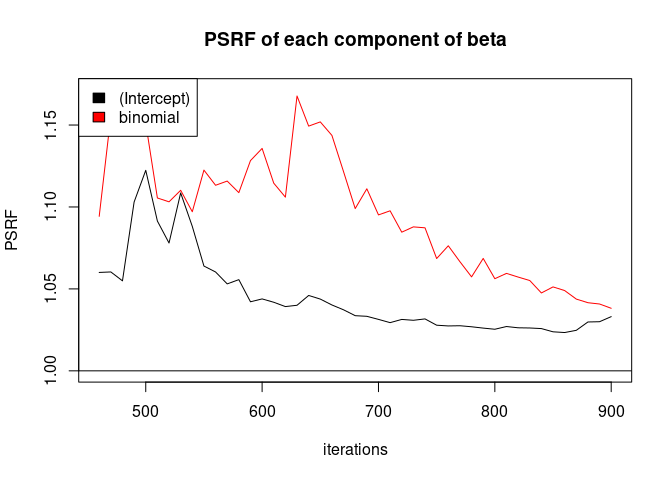 PSRF of each component of beta
(Intercept)
binomial
PSRF
1.15
1.10
1.05
1.00
500 600 700 800 900
iterations